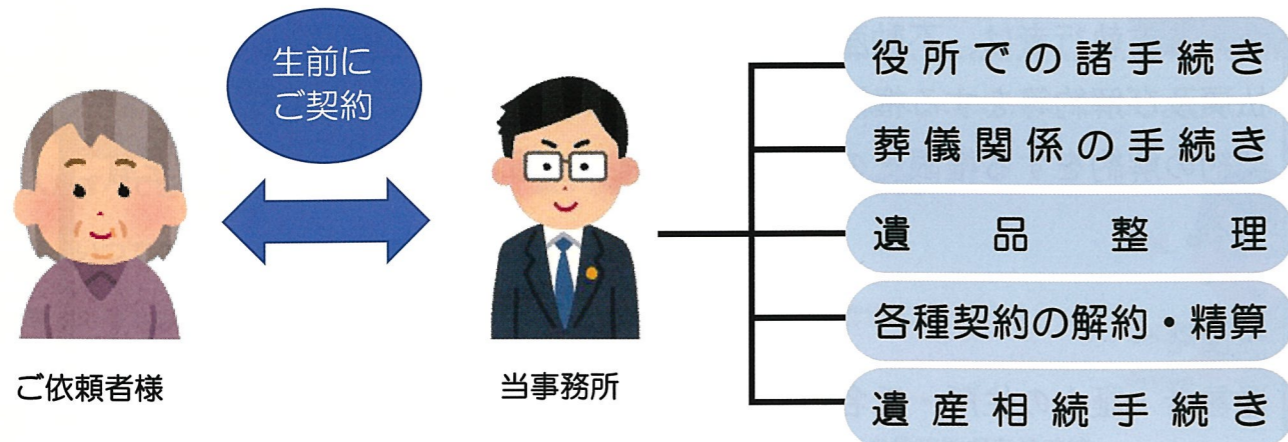 生前に
ご契約
ご依頼者様
当事務所
役所での諸手続き
葬儀関係の手続き
遺品整理
各種契約の解約・精算
遺産相続手続き